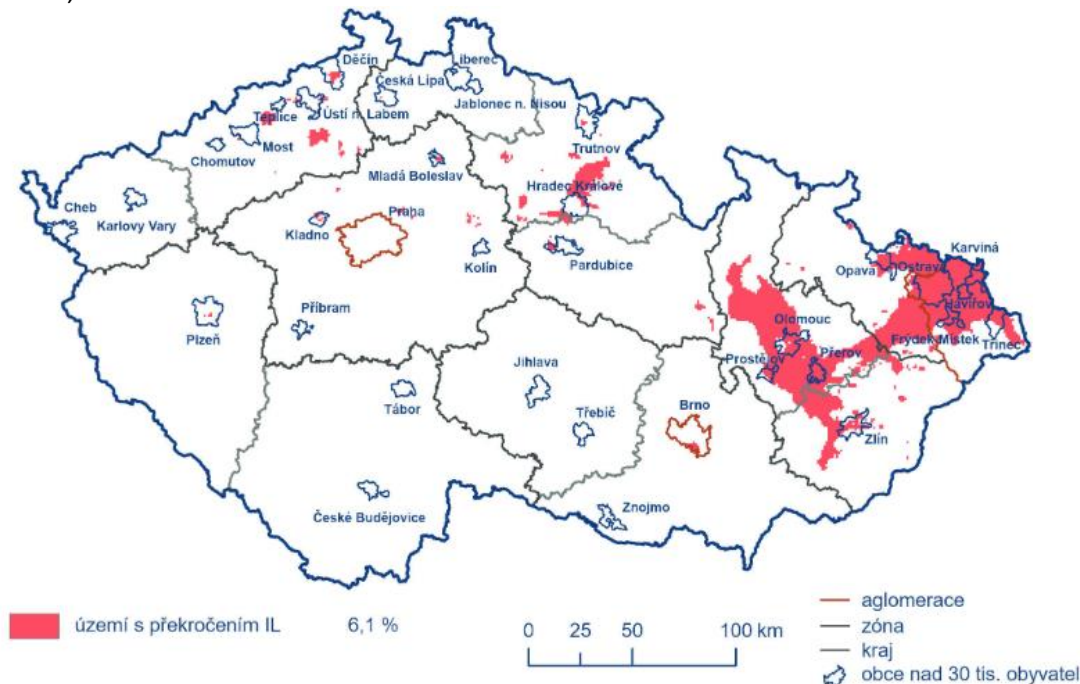 Děčín
Liberec
Česká Lípa
Jablonec n. Nisou
Teplice
Ústí n. Labem
Most
Chomutov
Trutnov
Mladá Boleslav
Hradec Králové
Cheb
Karlovy Vary
Praha
Kladno
Kolín
Pardubice
Karviná
Opava
Ostrava
Havířov
Příbram
Plzeň
Olomouc
Frýdek Místek
Třinec
Prostějov
Přerov
Jihlava
Tábor
Třebíč
Brno
Zlín
České Budějovice
Znojmo
území s překročením IL 6,1 %
0 25 50 100 km
aglomerace
zóna
kraj
obce nad 30 tis. obyvatel